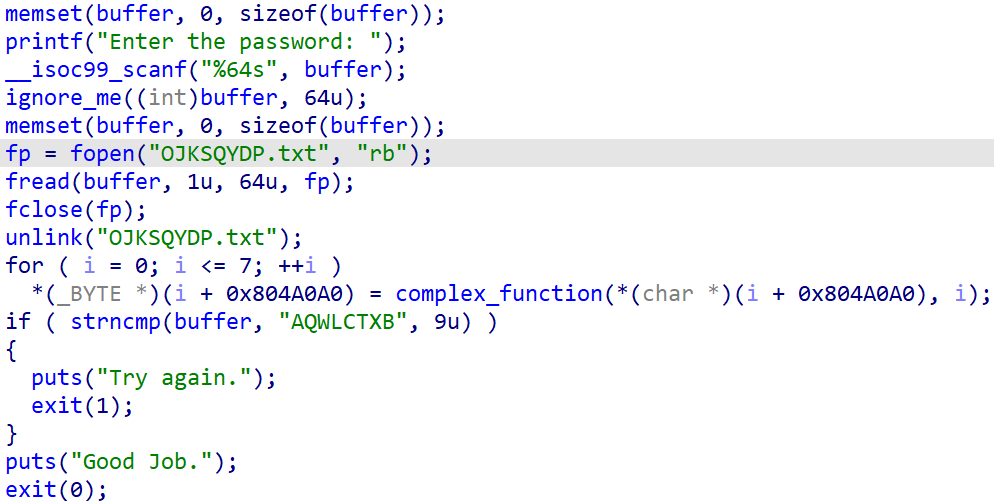 memset(buffer, 0, sizeof(buffer));
printf("Enter the password: ");
__isoc99_scanf("%64s", buffer);
ignore_me((int)buffer, 64u);
memset(buffer, 0, sizeof(buffer));
fp = fopen("OJKSQYDP.txt", "rb");
fread(buffer, 1u, 64u, fp);
fclose(fp);
unlink("OJKSQYDP.txt");
for ( i = 0; i <= 7; ++i )
  *(_BYTE *)(i + 0x804A0A0) = complex_function(*(char *)(i + 0x804A0A0), i);
if ( strncmp(buffer, "AQWLCTXB", 9u) )
{
  puts("Try again.");
  exit(1);
}
puts("Good Job.");
exit(0);